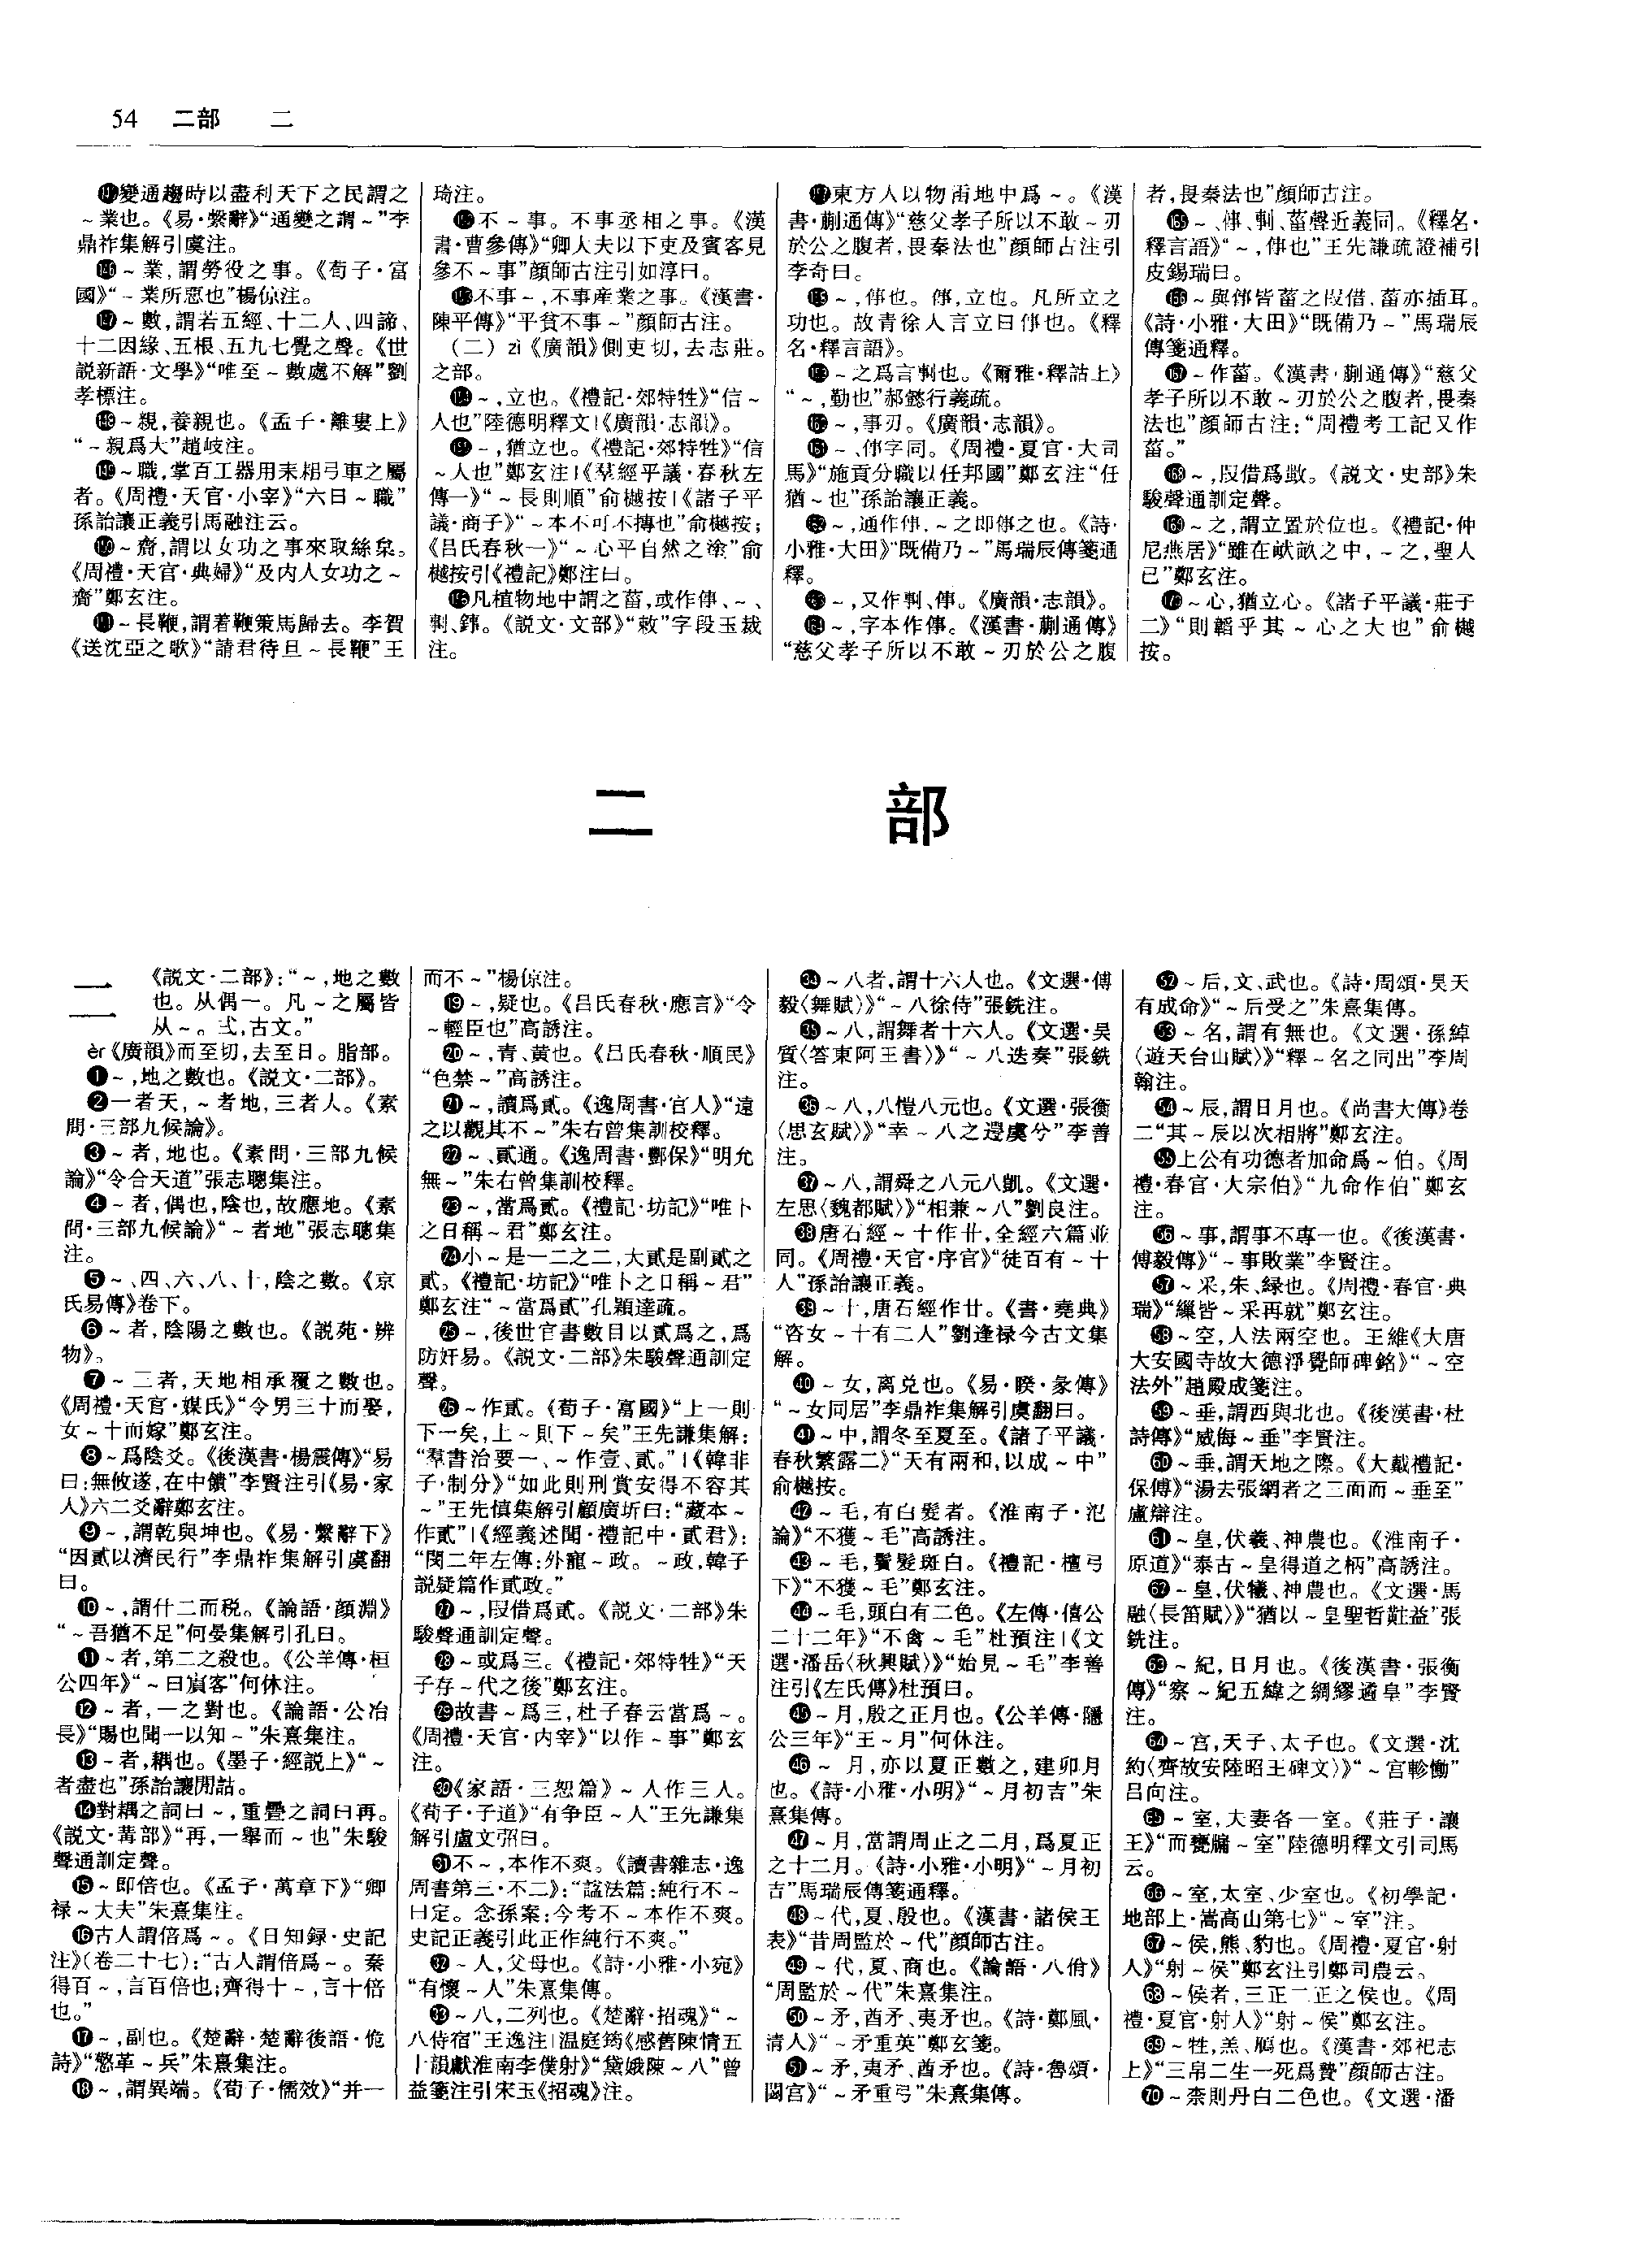 54 二部 二
⓮變通趨時以盡利天下之民謂之
~業也。《易·繫辭》“通變之謂~”李
鼎祚集解引虞注。
~業,謂勞役之事。《荀子·富
國》“~業所惡也”楊倞注。
~數,謂若五經、十二人、四諦、
十二因緣、五根、五九七覺之聲。《世
説新語·文學》“唯至~數處不解”劉
孝標注。
~親,養親也。《孟子·離婁上》
“~親爲大”趙岐注。
~職,掌百工器用耒耜弓車之屬
者。《周禮·天官·小宰》“六曰~職”
孫詒讓正義引馬融注云。
~齎,謂以女功之事來取絲枲。
《周禮·天官·典婦》“及内人女功之~
齎”鄭玄注。
~長鞭,謂着鞭策馬歸去。李賀
《送沈亞之歌》“請君待旦~長鞭”王
琦注。
不~事。不事丞相之事。《漢
書·曹參傳》“卿大夫以下吏及賓客見
參不~事”顔師古注引如淳曰。
不事~,不事産業之事。《漢書·
陳平傳》“平貧不事~”顔師古注。
(二) zì《廣韻》側吏切,去志莊。
之部。
~,立也。《禮記·郊特牲》“信~
人也”陸德明釋文|《廣韻·志韻》。
~,猶立也。《禮記·郊特牲》“信
~人也”鄭玄注|《羣經平議·春秋左
傳一》“~長則順”俞樾按|《諸子平
議·商子》“~本不可不摶也”俞樾按;
《吕氏春秋一》“~心平自然之塗”俞
樾按引《禮記》鄭注曰。
凡植物地中謂之菑,或作倳、~、
剚、鋛。《説文·文部》“敹”字段玉裁
注。
東方人以物臿地中爲~。《漢
書·蒯通傳》“慈父孝子所以不敢~刃
於公之腹者,畏秦法也”顔師古注引
李奇曰。
~,倳也。倳,立也。凡所立之
功也。故青徐人言立曰倳也。《釋
名·釋言語》。
~之爲言剚也。《爾雅·釋詁上》
“~,勤也”郝懿行義疏。
~,事刃。《廣韻·志韻》。
~、倳字同。《周禮·夏官·大司
馬》“施貢分職以任邦國”鄭玄注“任
猶~也”孫詒讓正義。
~,通作倳,~之即倳之也。《詩·
小雅·大田》“既備乃~”馬瑞辰傳箋通
釋。
~,又作剚、倳。《廣韻·志韻》。
~,字本作倳。《漢書·蒯通傳》
“慈父孝子所以不敢~刃於公之腹
者,畏秦法也”顔師古注。
~、倳、剚、菑聲近義同。《釋名·
釋言語》“~,倳也”王先謙疏證補引
皮錫瑞曰。
~與倳皆菑之叚借,菑亦插耳。
《詩·小雅·大田》“既備乃~”馬瑞辰
傳箋通釋。
~作菑。《漢書·蒯通傳》“慈父
孝子所以不敢~刃於公之腹者,畏秦
法也”顔師古注:“周禮考工記又作
菑。”
~,叚借爲㪜。《説文·史部》朱
駿聲通訓定聲。
~之,謂立置於位也。《禮記·仲
尼燕居》“雖在畎畝之中,~之,聖人
已”鄭玄注。
~心,猶立心。《諸子平議·莊子
二》“則韜乎其~心之大也”俞樾
按。
二 部
二
《説文·二部》:“~,地之數
也。从偶一。凡~之屬皆
从~。弍,古文。”
èr《廣韻》而至切,去至日。脂部。
❶~,地之數也。《説文·二部》。
❷一者天,~者地,三者人。《素
問·三部九候論》。
❸~者,地也。《素問·三部九候
論》“令合天道”張志聰集注。
❹~者,偶也,陰也,故應地。《素
問·三部九候論》“~者地”張志聰集
注。
❺~、四、六、八、十,陰之數。《京
氏易傳》卷下。
❻~者,陰陽之數也。《説苑·辨
物》。
❼~三者,天地相承覆之數也。
《周禮·天官·媒氏》“令男三十而娶,
女~十而嫁”鄭玄注。
❽~爲陰爻。《後漢書·楊震傳》“易
曰:無攸遂,在中饋”李賢注引《易·家
人》六二爻辭鄭玄注。
❾~,謂乾與坤也。《易·繫辭下》
“因貳以濟民行”李鼎祚集解引虞翻
曰。
❿~,謂什二而税。《論語·顔淵》
“~吾猶不足”何晏集解引孔曰。
⓫~者,第二之殺也。《公羊傳·桓
公四年》“~曰賓客”何休注。
⓬~者,一之對也。《論語·公冶
長》“賜也聞一以知~”朱熹集注。
⓭~者,耦也。《墨子·經説上》“~
者盡也”孫詒讓閒詁。
⓮對耦之詞曰~,重疊之詞曰再。
《説文·冓部》“再,一舉而~也”朱駿
聲通訓定聲。
⓯~即倍也。《孟子·萬章下》“卿
禄~大夫”朱熹集注。
⓰古人謂倍爲~。《日知録·史記
注》(卷二十七):“古人謂倍爲~。秦
得百~,言百倍也;齊得十~,言十倍
也。”
⓱~,副也。《楚辭·楚辭後語·佹
詩》“憼革~兵”朱熹集注。
⓲~,謂異端。《荀子·儒效》“并一
而不~”楊倞注。
⓳~,疑也。《吕氏春秋·應言》“令
~輕臣也”高誘注。
⓴~,青、黄也。《吕氏春秋·順民》
“色禁~”高誘注。
㉑~,讀爲貳。《逸周書·官人》“遠
之以觀其不~”朱右曾集訓校釋。
㉒~、貳通。《逸周書·酆保》“明允
無~”朱右曾集訓校釋。
㉓~,當爲貳。《禮記·坊記》“唯卜
之日稱~君”鄭玄注。
㉔小~是一二之二,大貳是副貳之
貳。《禮記·坊記》“唯卜之日稱~君”
鄭玄注“~當爲貳”孔穎達疏。
㉕~,後世官書數目以貳爲之,爲
防奸易。《説文·二部》朱駿聲通訓定
聲。
㉖~作貳。《荀子·富國》“上一則
下一矣,上~則下~矣”王先謙集解:
“羣書治要一、~作壹、貳。”|《韓非
子·制分》“如此則刑賞安得不容其
~”王先慎集解引顧廣圻曰:“藏本~
作貳”|《經義述聞·禮記中·貳君》:
“閔二年左傳:外寵~政。~政,韓子
説疑篇作貳政。”
㉗~,叚借爲貳。《説文·二部》朱
駿聲通訓定聲。
㉘~或爲三。《禮記·郊特牲》“天
子存~代之後”鄭玄注。
㉙故書~爲三,杜子春云當爲~。
《周禮·天官·内宰》“以作~事”鄭玄
注。
㉚《家語·三恕篇》~人作三人。
《荀子·子道》“有争臣~人”王先謙集
解引盧文弨曰。
㉛不~,本作不爽。《讀書雜志·逸
周書第三·不二》:“謚法篇:純行不~
曰定。念孫案:今考不~本作不爽。
史記正義引此正作純行不爽。”
㉜~人,父母也。《詩·小雅·小宛》
“有懷~人”朱熹集傳。
㉝~八,二列也。《楚辭·招魂》“~
八侍宿”王逸注|温庭筠《感舊陳情五
十韻獻淮南李僕射》“黛娥陳~八”曾
益箋注引宋玉《招魂》注。
㉞~八者,謂十六人也。《文選·傅
毅〈舞賦〉》“~八徐侍”張銑注。
㉟~八,謂舞者十六人。《文選·吴
質〈答東阿王書〉》“~八迭奏”張銑
注。
㊱~八,八愷八元也。《文選·張衡
〈思玄賦〉》“幸~八之遻虞兮”李善
注。
㊲~八,謂舜之八元八凱。《文選·
左思〈魏都賦〉》“相兼~八”劉良注。
㊳唐石經~十作廿,全經六篇並
同。《周禮·天官·序官》“徒百有~十
人”孫詒讓正義。
㊴~十,唐石經作廿。《書·堯典》
“咨女~十有二人”劉逢禄今古文集
解。
㊵~女,离兑也。《易·睽·彖傳》
“~女同居”李鼎祚集解引虞翻曰。
㊶~中,謂冬至夏至。《諸子平議·
春秋繁露二》“天有兩和,以成~中”
俞樾按。
㊷~毛,有白髮者。《淮南子·氾
論》“不獲~毛”高誘注。
㊸~毛,鬢髮斑白。《禮記·檀弓
下》“不獲~毛”鄭玄注。
㊹~毛,頭白有二色。《左傳·僖公
二十二年》“不禽~毛”杜預注|《文
選·潘岳〈秋興賦〉》“始見~毛”李善
注引《左氏傳》杜預曰。
㊺~月,殷之正月也。《公羊傳·隱
公三年》“王~月”何休注。
㊻~月,亦以夏正數之,建卯月
也。《詩·小雅·小明》“~月初吉”朱
熹集傳。
㊼~月,當謂周正之二月,爲夏正
之十二月。《詩·小雅·小明》“~月初
吉”馬瑞辰傳箋通釋。
㊽~代,夏、殷也。《漢書·諸侯王
表》“昔周監於~代”顔師古注。
㊾~代,夏、商也。《論語·八佾》
“周監於~代”朱熹集注。
㊿~矛,酋矛、夷矛也。《詩·鄭風·
清人》“~矛重英”鄭玄箋。
51~矛,夷矛、酋矛也。《詩·魯頌·
閟宫》“~矛重弓”朱熹集傳。
52~后,文、武也。《詩·周頌·昊天
有成命》“~后受之”朱熹集傳。
53~名,謂有無也。《文選·孫綽
〈遊天台山賦〉》“釋~名之同出”李周
翰注。
54~辰,謂日月也。《尚書大傳》卷
二“其~辰以次相將”鄭玄注。
55上公有功德者加命爲~伯。《周
禮·春官·大宗伯》“九命作伯”鄭玄
注。
56~事,謂事不專一也。《後漢書·
傅毅傳》“~事敗業”李賢注。
57~采,朱、緑也。《周禮·春官·典
瑞》“繅皆~采再就”鄭玄注。
58~空,人法兩空也。王維《大唐
大安國寺故大德淨覺師碑銘》“~空
法外”趙殿成箋注。
59~垂,謂西與北也。《後漢書·杜
詩傳》“威侮~垂”李賢注。
60~垂,謂天地之際。《大戴禮記·
保傅》“湯去張網者之三面而~垂至”
盧辯注。
61~皇,伏羲、神農也。《淮南子·
原道》“泰古~皇得道之柄”高誘注。
62~皇,伏犧、神農也。《文選·馬
融〈長笛賦〉》“猶以~皇聖哲黈益”張
銑注。
63~紀,日月也。《後漢書·張衡
傳》“察~紀五緯之綢繆遹皇”李賢
注。
64~宫,天子、太子也。《文選·沈
約〈齊故安陸昭王碑文〉》“~宫軫慟”
吕向注。
65~室,夫妻各一室。《莊子·讓
王》“而甕牖~室”陸德明釋文引司馬
云。
66~室,太室、少室也。《初學記·
地部上·嵩高山第七》“~室”注。
67~侯,熊、豹也。《周禮·夏官·射
人》“射~侯”鄭玄注引鄭司農云。
68~侯者,三正二正之侯也。《周
禮·夏官·射人》“射~侯”鄭玄注。
69~牲,羔、鴈也。《漢書·郊祀志
上》“三帛二生一死爲贄”顔師古注。
70~柰則丹白二色也。《文選·潘